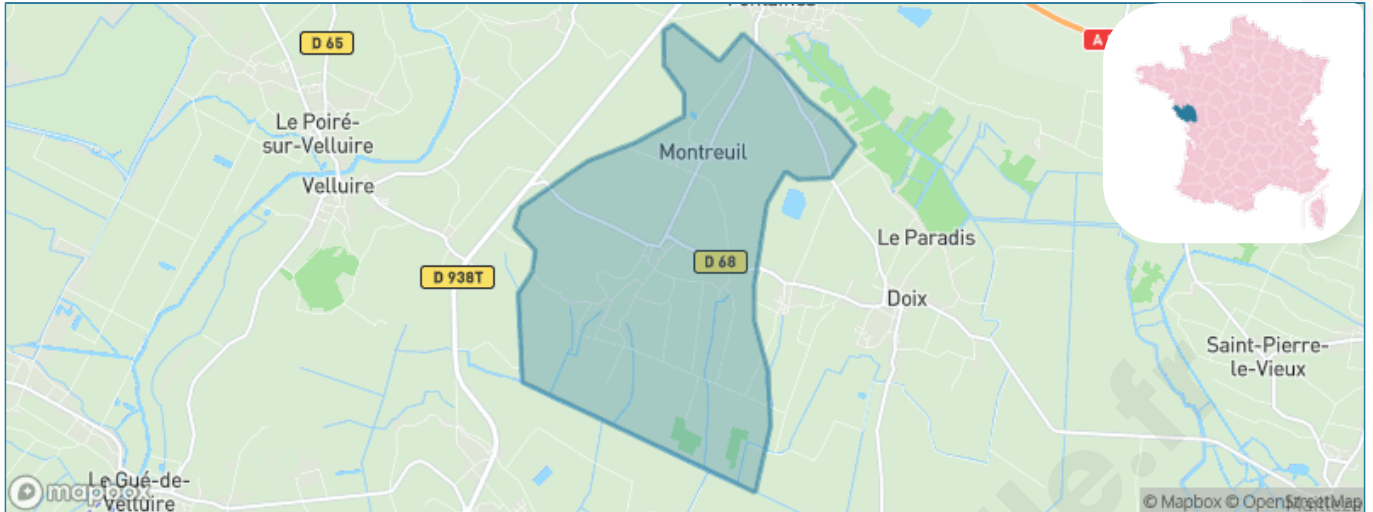 Fontaines
D 65
A
Le Poiré-
sur-Velluire
Montreuil
Velluire
Le Paradis
D 68
D 938T
Doix
Saint-Pierre-
le-Vieux
Le Gué-de-
Velluire
mapbox
© Mapbox © OpenStreetMap